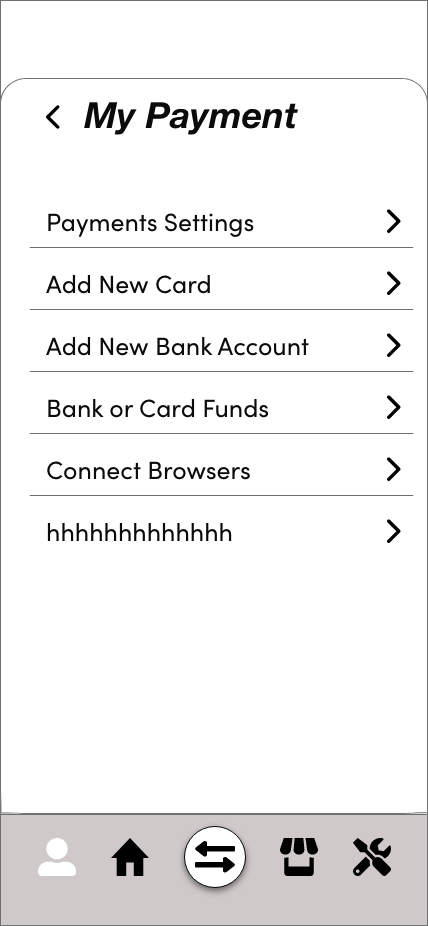 My Payment
Payments Settings
Add New Card
Add New Bank Account
Bank or Card Funds
Connect Browsers
hhhhhhhhhhhhh